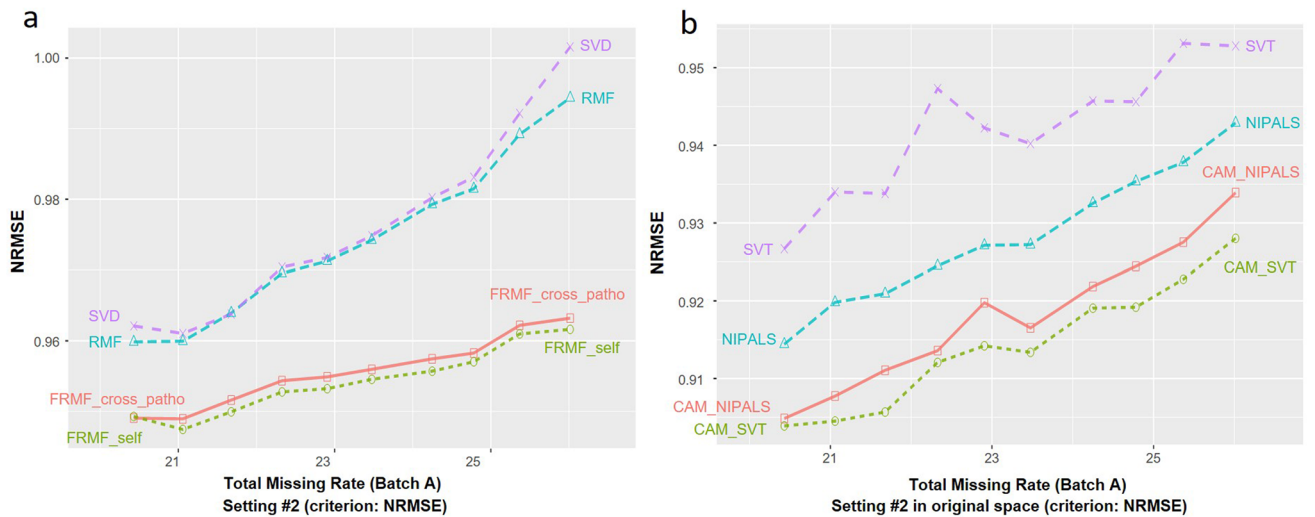 a
1.00
0.98
0.96
NRMSE
SVD
RMF
SVD
RMF
FRMF_cross_patho
FRMF_self
FRMF_cross_patho
FRMF_self
21
23
25
Total Missing Rate (Batch A)
Setting #2 (criterion: NRMSE)
b
0.95
0.94
0.93
0.92
0.91
NRMSE
SVT
NIPALS
CAM_NIPALS
SVT
CAM_SVT
NIPALS
CAM_NIPALS
CAM_SVT
21
23
25
Total Missing Rate (Batch A)
Setting #2 in original space (criterion: NRMSE)